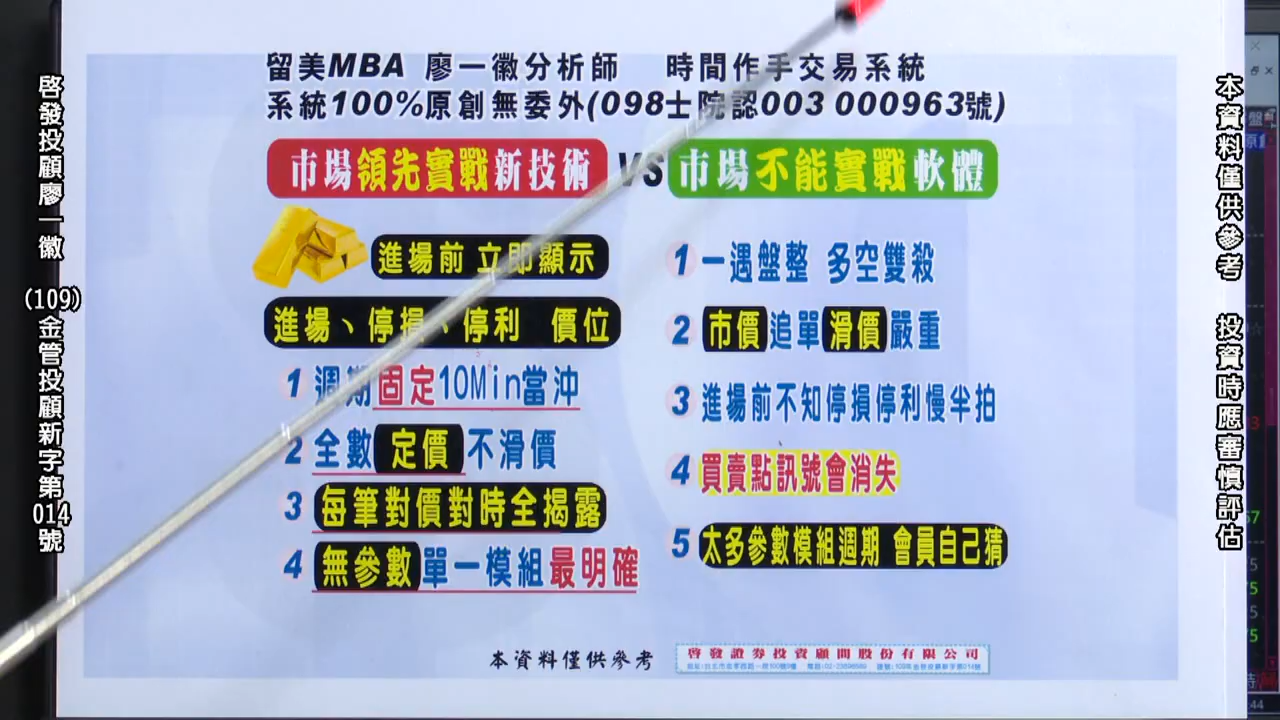 留美MBA 廖一徽分析師 時間作手交易系統
系統100%原創無委外(098士院認003 000963號)
市場領先實戰新技術 VS 市場不能實戰軟體
進場前 立即顯示
進場、停損、停利 價位
1 週期固定10Min當沖
2 全數定價不滑價
3 每筆對價對時全揭露
4 無參數單一模組最明確
1 一遇盤整 多空雙殺
2 市價追單滑價嚴重
3 進場前不知停損停利慢半拍
4 買賣點訊號會消失
5 太多參數模組週期 會員自己猜
本資料僅供參考
啓發證券投資顧問股份有限公司
啓發投顧廖一徽 (109)金管投顧新字第014號
本資料僅供參考 投資時應審慎評估